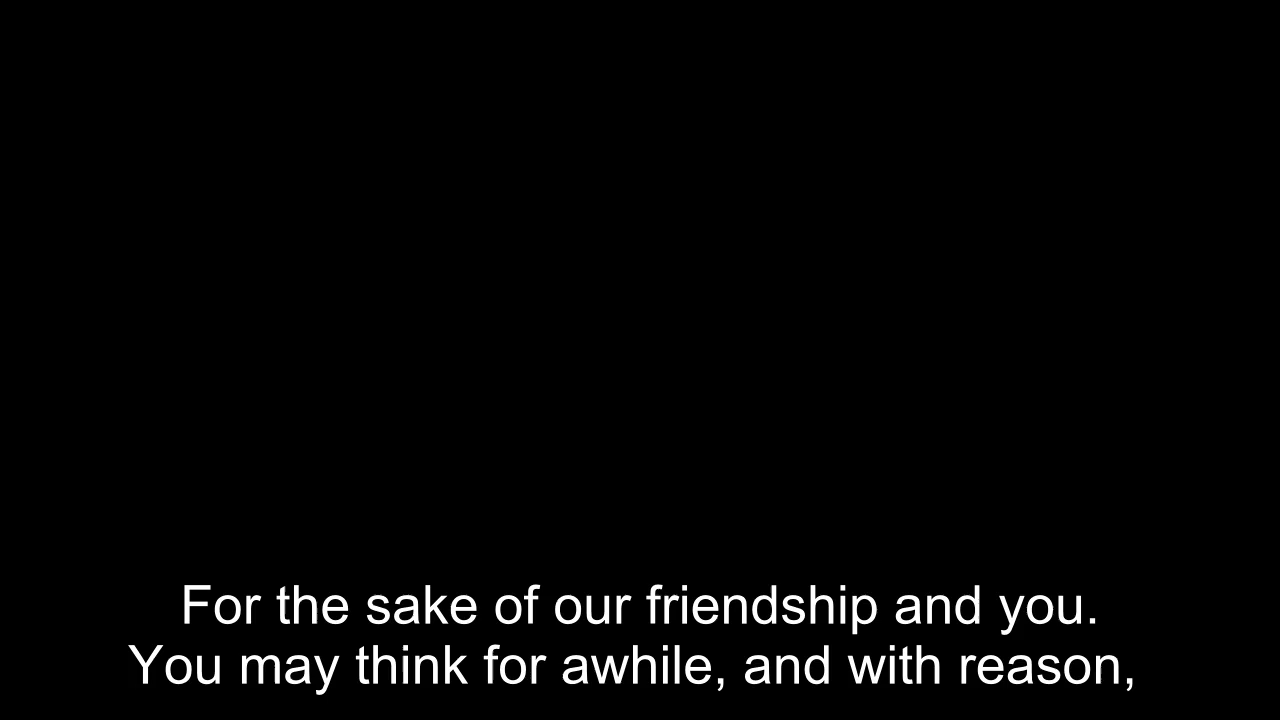 For the sake of our friendship and you.
You may think for awhile, and with reason,